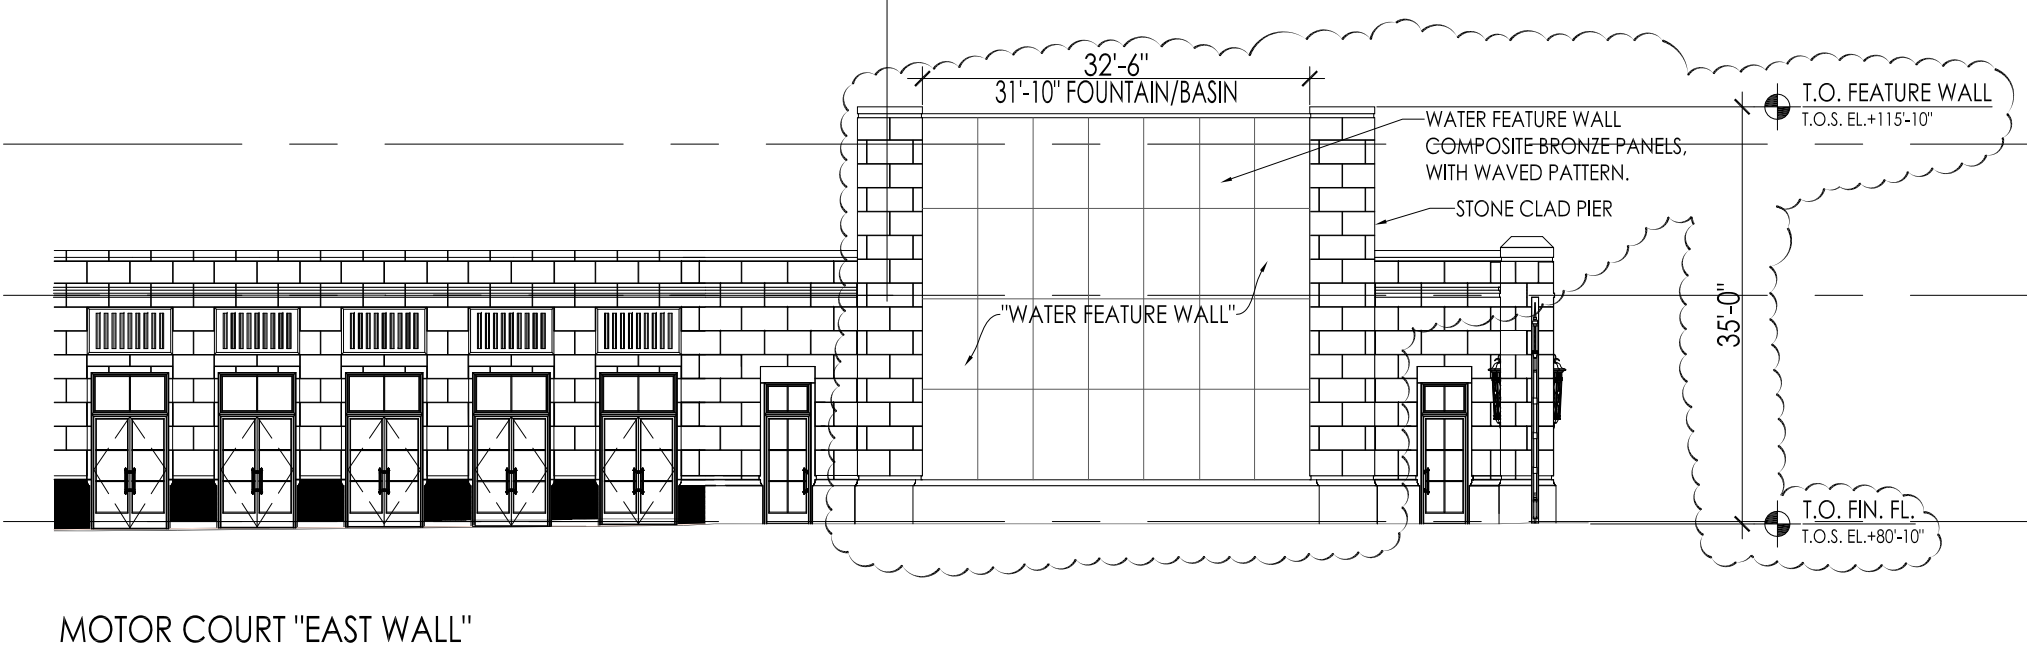 32'-6"
31'-10" FOUNTAIN/BASIN
T.O. FEATURE WALL
T.O.S. EL.+115'-10"
WATER FEATURE WALL
COMPOSITE BRONZE PANELS,
WITH WAVED PATTERN.
STONE CLAD PIER
"WATER FEATURE WALL"
35'-0"
T.O. FIN. FL.
T.O.S. EL.+80'-10"
MOTOR COURT "EAST WALL"